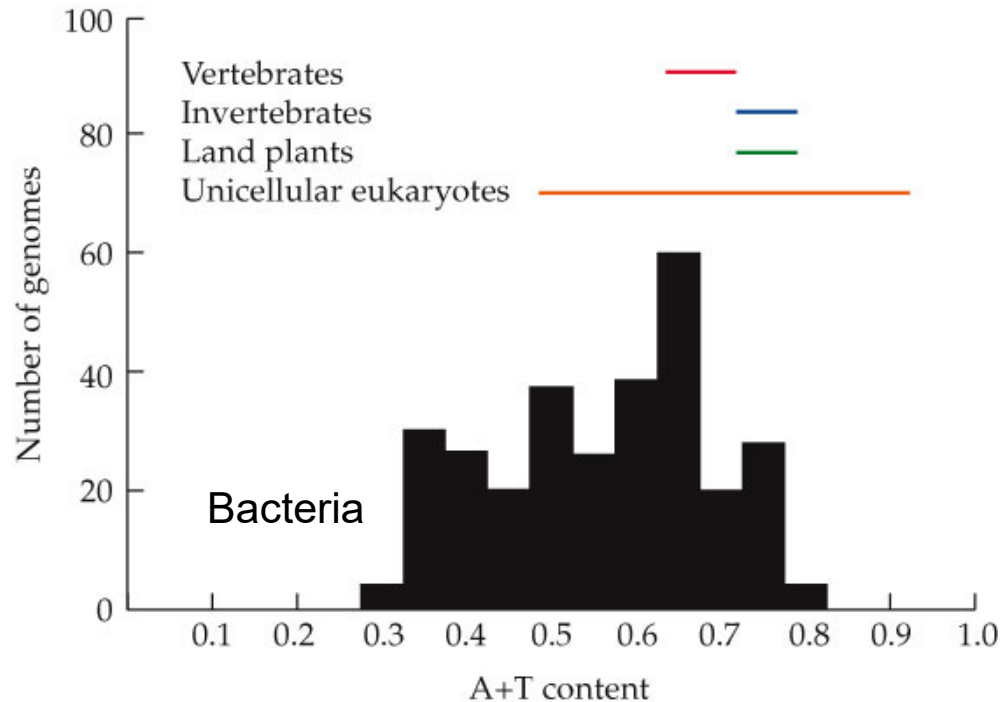 100
Vertebrates
Invertebrates
80
Land plants
Unicellular eukaryotes
60
40
20
0
Number of genomes
Bacteria
0.1 0.2 0.3 0.4 0.5 0.6 0.7 0.8 0.9 1.0
A+T content